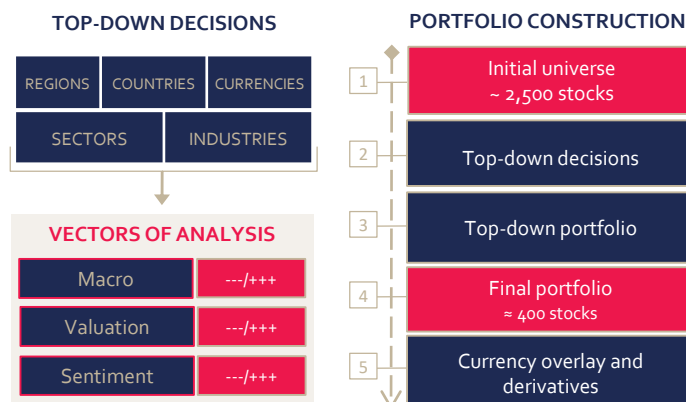 TOP-DOWN DECISIONS
REGIONS
COUNTRIES
CURRENCIES
SECTORS
INDUSTRIES
VECTORS OF ANALYSIS
Macro
---/+++
Valuation
---/+++
Sentiment
---/+++
PORTFOLIO CONSTRUCTION
1
Initial universe
~ 2,500 stocks
2
Top-down decisions
3
Top-down portfolio
4
Final portfolio
≈ 400 stocks
5
Currency overlay and
derivatives